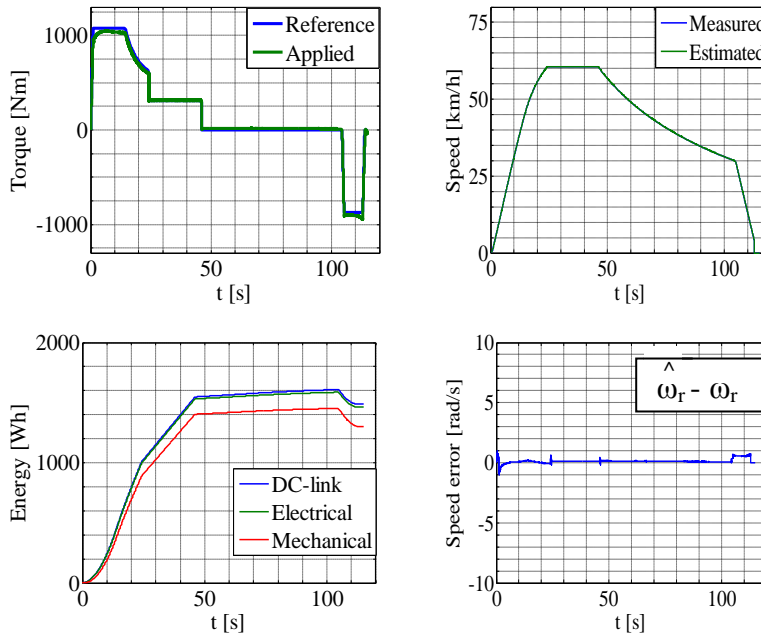 Torque [Nm]
1000
0
-1000
Reference
Applied
0
50
100
t [s]
Speed [km/h]
75
50
25
0
Measured
Estimated
0
50
100
t [s]
Energy [Wh]
2000
1000
0
DC-link
Electrical
Mechanical
0
50
100
t [s]
Speed error [rad/s]
10
5
0
-5
-10
ω̂r - ωr
0
50
100
t [s]